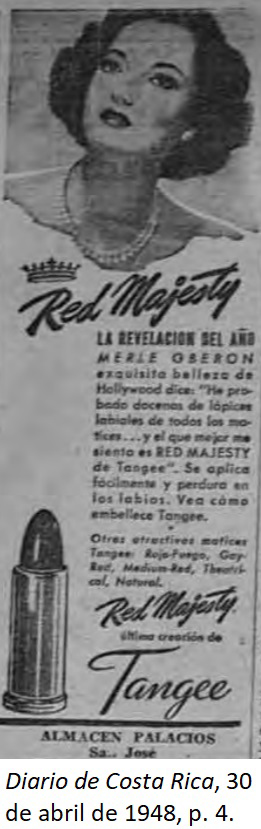 Red Majesty
LA REVELACION DEL AÑO
MERLE OBERON
exquisita belleza de
Hollywood dice: "He pro-
bado docenas de lápices
labiales de todos los ma-
tices...y el que mejor me
sienta es RED MAJESTY
de Tangee". Se aplica
fácilmente y perdura en
los labios. Vea cómo
embellece Tangee.
Otros atractivos matices
Tangee: Rojo-Fuego, Gay-
Red, Medium-Red, Theatri-
cal, Natural.
Red Majesty
última creación de
Tangee
ALMACEN PALACIOS
Sa.. José
Diario de Costa Rica, 30
de abril de 1948, p. 4.